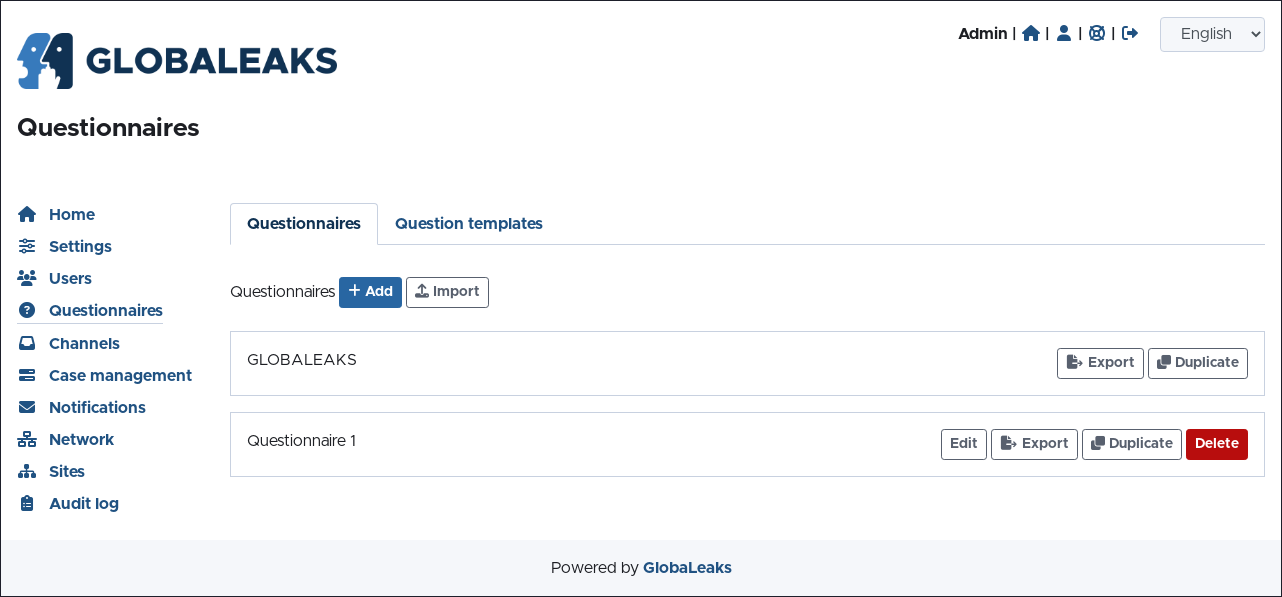 GLOBALEAKS
Admin | | | |
English
Questionnaires
Home
Settings
Users
Questionnaires
Channels
Case management
Notifications
Network
Sites
Audit log
Questionnaires Question templates
Questionnaires + Add Import
GLOBALEAKS Export Duplicate
Questionnaire 1 Edit Export Duplicate Delete
Powered by GlobaLeaks